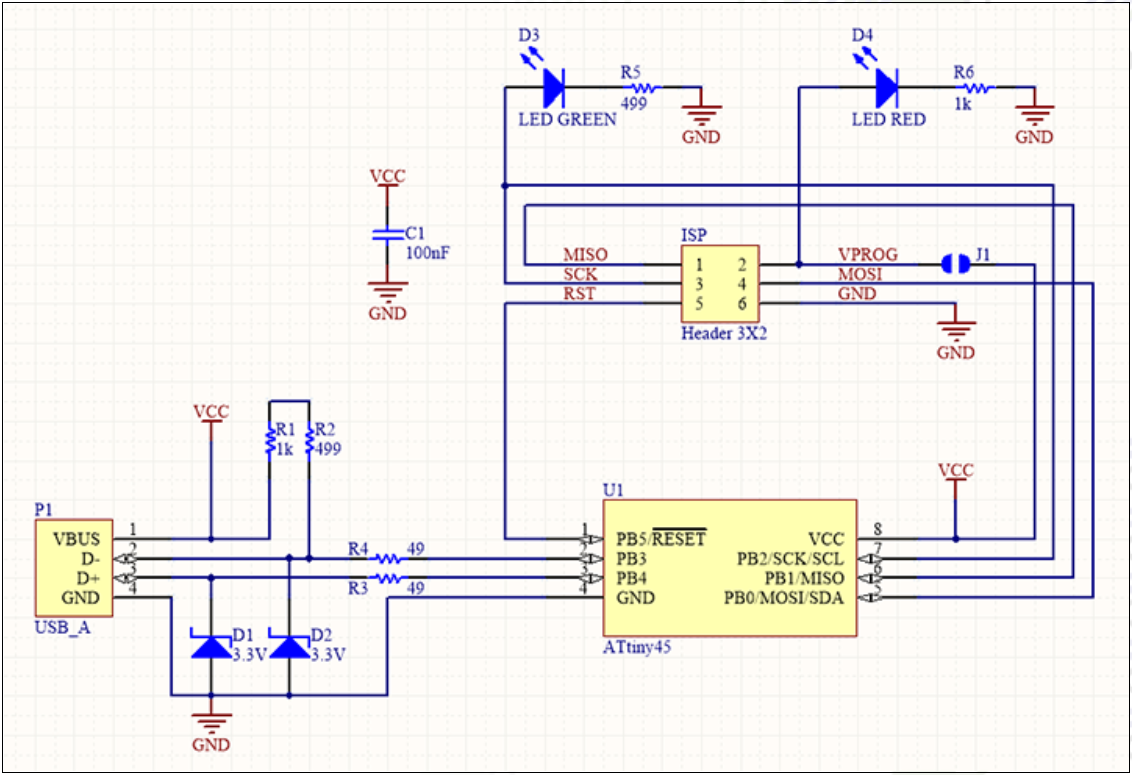 D3
R5
499
GND
LED GREEN
D4
R6
1k
GND
LED RED
VCC
C1
100nF
GND
ISP
MISO
1
2
VPROG
J1
SCK
3
4
MOSI
RST
5
6
GND
Header 3X2
GND
VCC
R1
1k
R2
499
P1
VBUS
1
D-
2
D+
3
GND
4
USB_A
R4
49
R3
49
D1
3.3V
D2
3.3V
GND
U1
VCC
1
PB5/RESET
VCC
8
2
PB3
PB2/SCK/SCL
7
3
PB4
PB1/MISO
6
4
GND
PB0/MOSI/SDA
5
ATtiny45